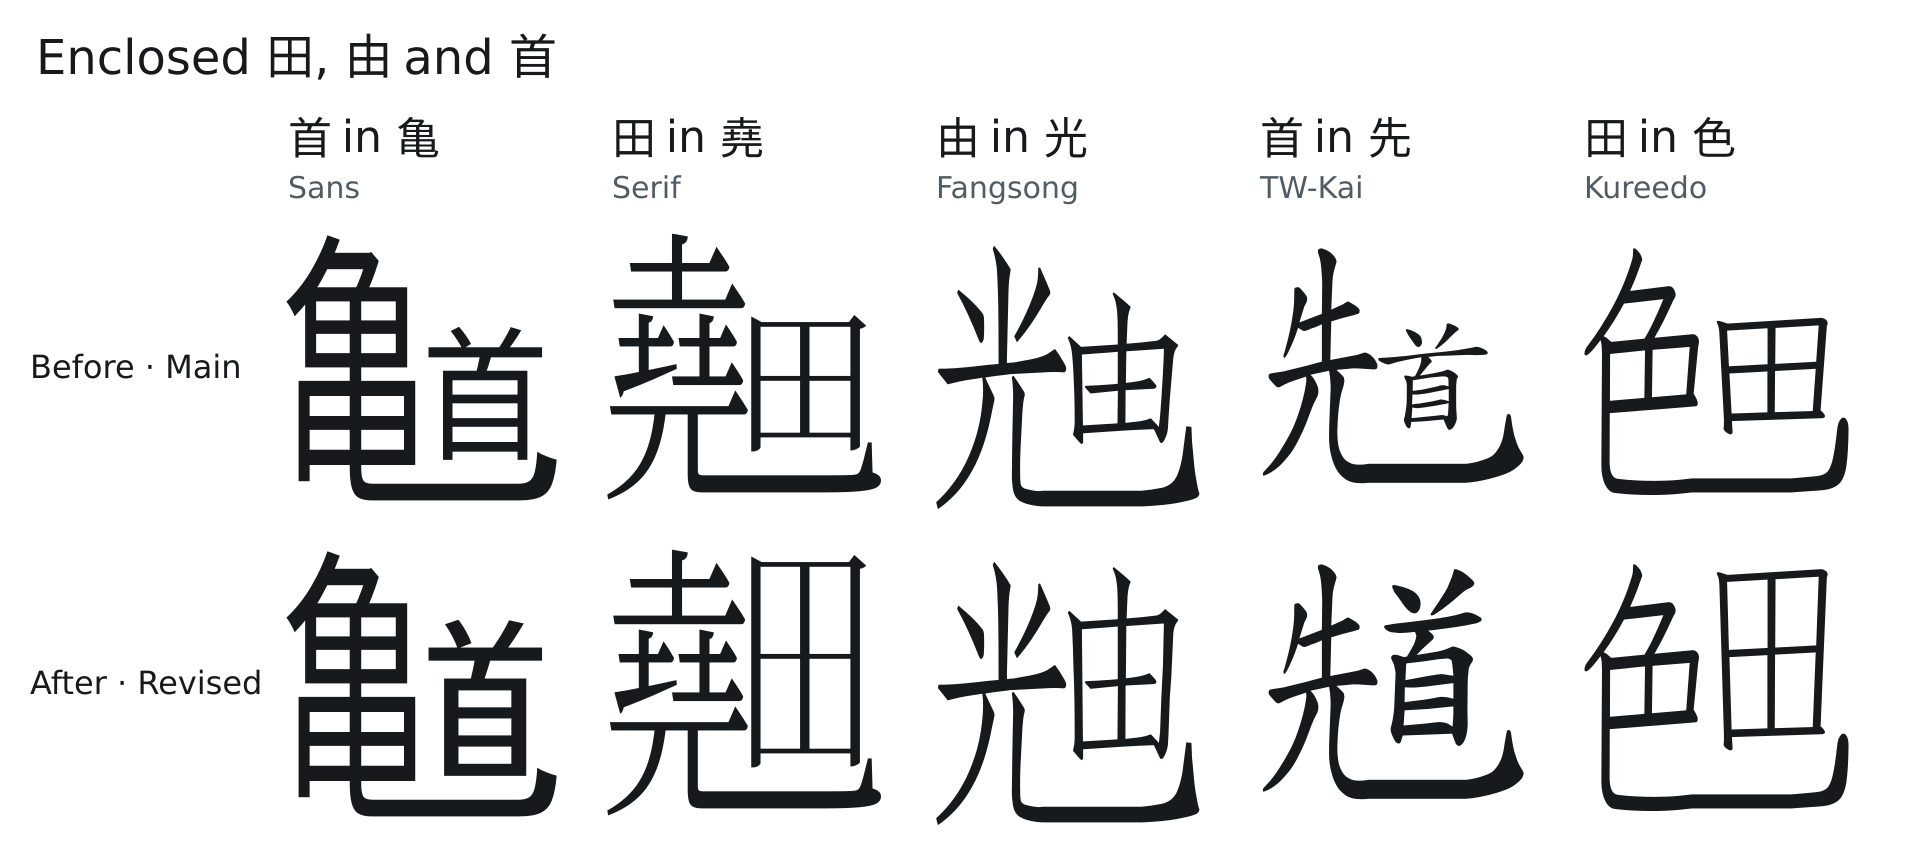 Enclosed 田, 由 and 首
首 in 亀
田 in 堯
由 in 光
首 in 先
田 in 色
Sans
Serif
Fangsong
TW-Kai
Kureedo
Before · Main
After · Revised